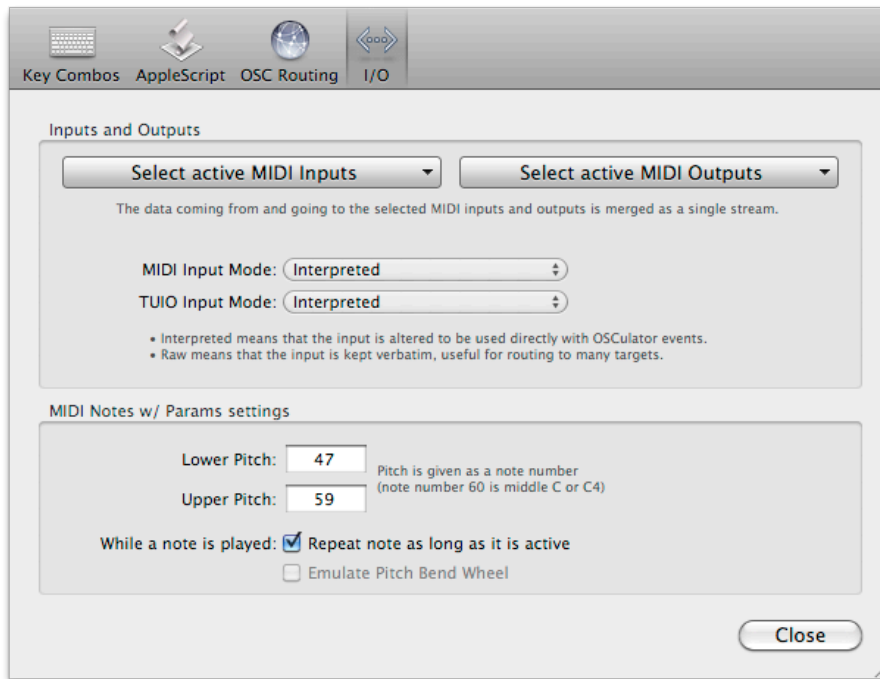 Key Combos AppleScript OSC Routing I/O
Inputs and Outputs
Select active MIDI Inputs Select active MIDI Outputs
The data coming from and going to the selected MIDI inputs and outputs is merged as a single stream.
MIDI Input Mode: Interpreted
TUIO Input Mode: Interpreted
• Interpreted means that the input is altered to be used directly with OSCulator events.
• Raw means that the input is kept verbatim, useful for routing to many targets.
MIDI Notes w/ Params settings
Lower Pitch: 47
Pitch is given as a note number
(note number 60 is middle C or C4)
Upper Pitch: 59
While a note is played: Repeat note as long as it is active
Emulate Pitch Bend Wheel
Close